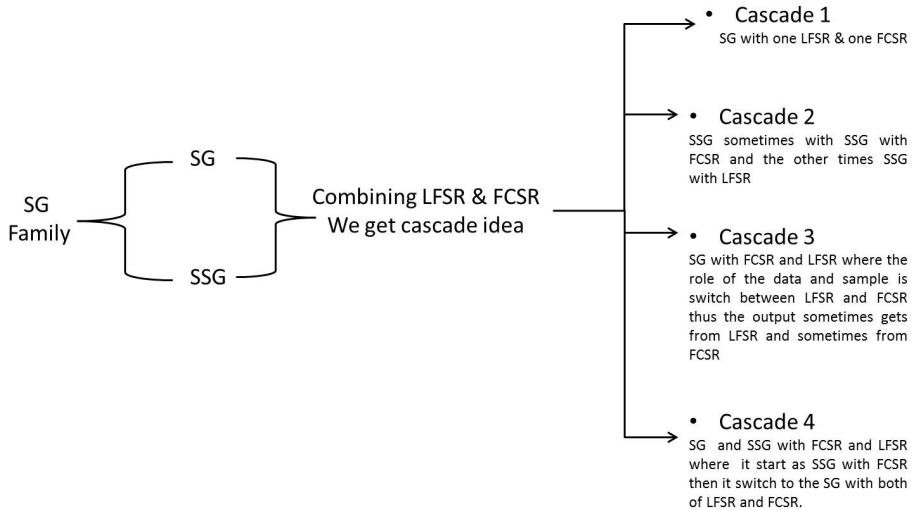 SG
Family
SG
SSG
Combining LFSR & FCSR
We get cascade idea
• Cascade 1
SG with one LFSR & one FCSR
• Cascade 2
SSG sometimes with SSG with
FCSR and the other times SSG
with LFSR
• Cascade 3
SG with FCSR and LFSR where the
role of the data and sample is
switch between LFSR and FCSR
thus the output sometimes gets
from LFSR and sometimes from
FCSR
• Cascade 4
SG and SSG with FCSR and LFSR
where it start as SSG with FCSR
then it switch to the SG with both
of LFSR and FCSR.